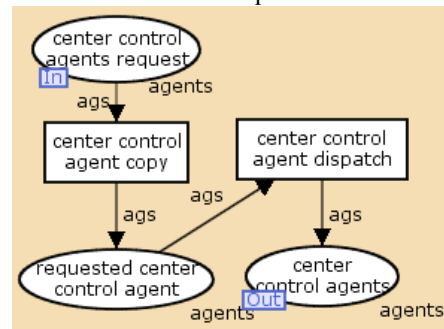 center control
agents request
In
agents
ags
center control
agent copy
center control
agent dispatch
ags
ags
ags
requested center
control agent
agents
center
control agents
Out
agents